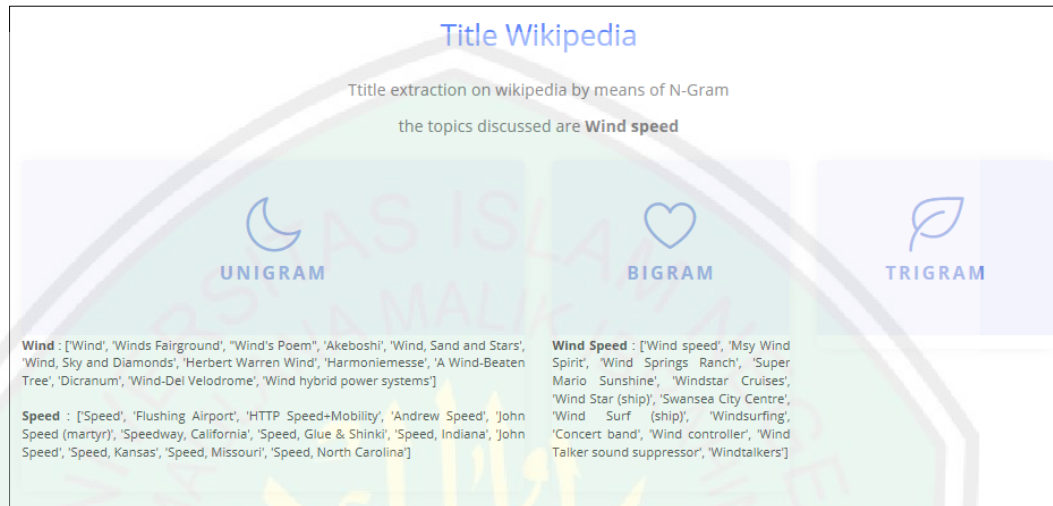 Title Wikipedia
Ttitle extraction on wikipedia by means of N-Gram
the topics discussed are Wind speed
UNIGRAM
BIGRAM
TRIGRAM
Wind : ['Wind', 'Winds Fairground', "Wind's Poem", 'Akeboshi', 'Wind, Sand and Stars',
'Wind, Sky and Diamonds', 'Herbert Warren Wind', 'Harmoniemesse', 'A Wind-Beaten
Tree', 'Dicranum', 'Wind-Del Velodrome', 'Wind hybrid power systems']
Speed : ['Speed', 'Flushing Airport', 'HTTP Speed+Mobility', 'Andrew Speed', 'John
Speed (martyr)', 'Speedway, California', 'Speed, Glue & Shinki', 'Speed, Indiana', 'John
Speed', 'Speed, Kansas', 'Speed, Missouri', 'Speed, North Carolina']
Wind Speed : ['Wind speed', 'Msy Wind
Spirit', 'Wind Springs Ranch', 'Super
Mario Sunshine', 'Windstar Cruises',
'Wind Star (ship)', 'Swansea City Centre',
'Wind Surf (ship)', 'Windsurfing',
'Concert band', 'Wind controller', 'Wind
Talker sound suppressor', 'Windtalkers']